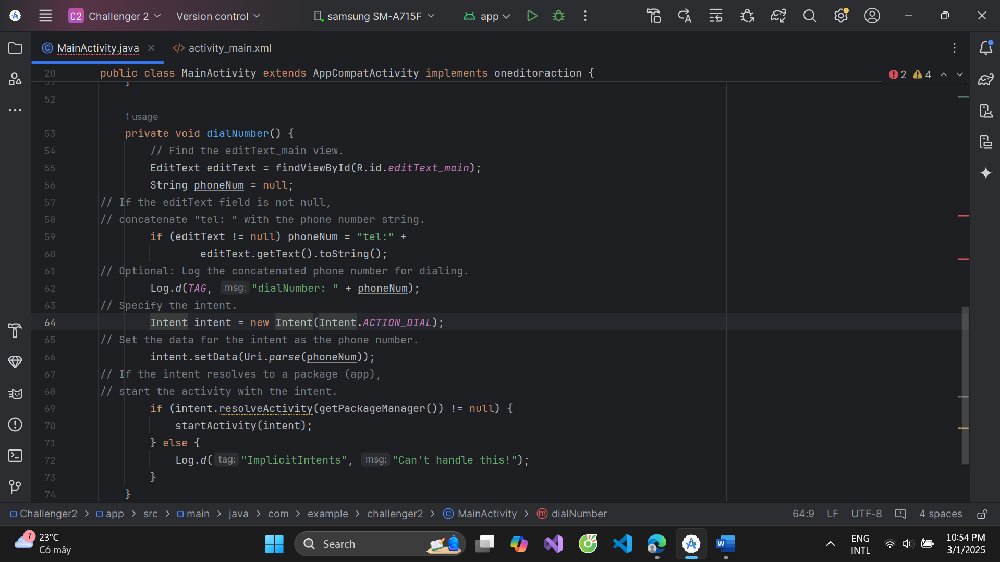 C2 Challenger 2 Version control samsung SM-A715F app
MainActivity.java activity_main.xml
20 public class MainActivity extends AppCompatActivity implements oneditoraction { 2 4
51 }
52
1 usage
53 private void dialNumber() {
54 // Find the editText_main view.
55 EditText editText = findViewById(R.id.editText_main);
56 String phoneNum = null;
57 // If the editText field is not null,
58 // concatenate "tel: " with the phone number string.
59 if (editText != null) phoneNum = "tel:" +
60 editText.getText().toString();
61 // Optional: Log the concatenated phone number for dialing.
62 Log.d(TAG, msg: "dialNumber: " + phoneNum);
63 // Specify the intent.
64 Intent intent = new Intent(Intent.ACTION_DIAL);
65 // Set the data for the intent as the phone number.
66 intent.setData(Uri.parse(phoneNum));
67 // If the intent resolves to a package (app),
68 // start the activity with the intent.
69 if (intent.resolveActivity(getPackageManager()) != null) {
70 startActivity(intent);
71 } else {
72 Log.d( tag: "ImplicitIntents", msg: "Can't handle this!");
73 }
74 }
Challenger2 > app > src > main > java > com > example > challenger2 > MainActivity > dialNumber 64:9 LF UTF-8 4 spaces
7 23°C
Có mây
Search
ENG
INTL
10:54 PM
3/1/2025